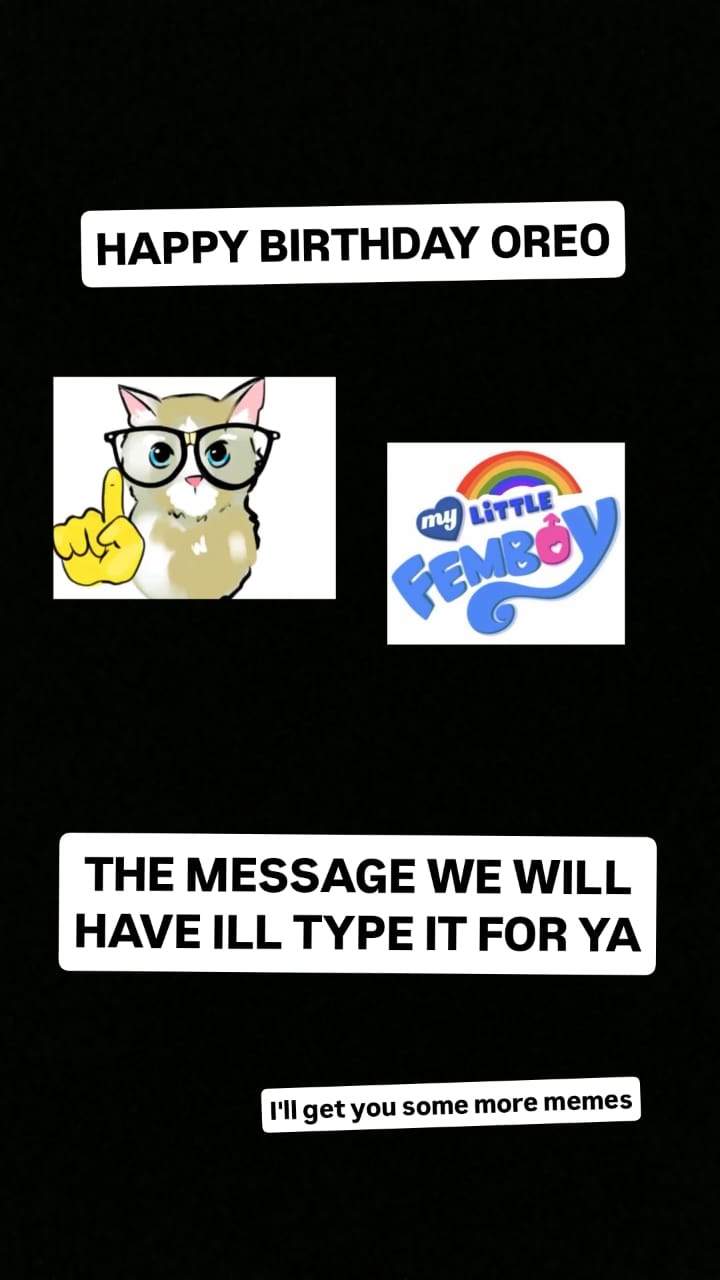 HAPPY BIRTHDAY OREO
my LiTTLE
FEMBOY
THE MESSAGE WE WILL
HAVE ILL TYPE IT FOR YA
I'll get you some more memes